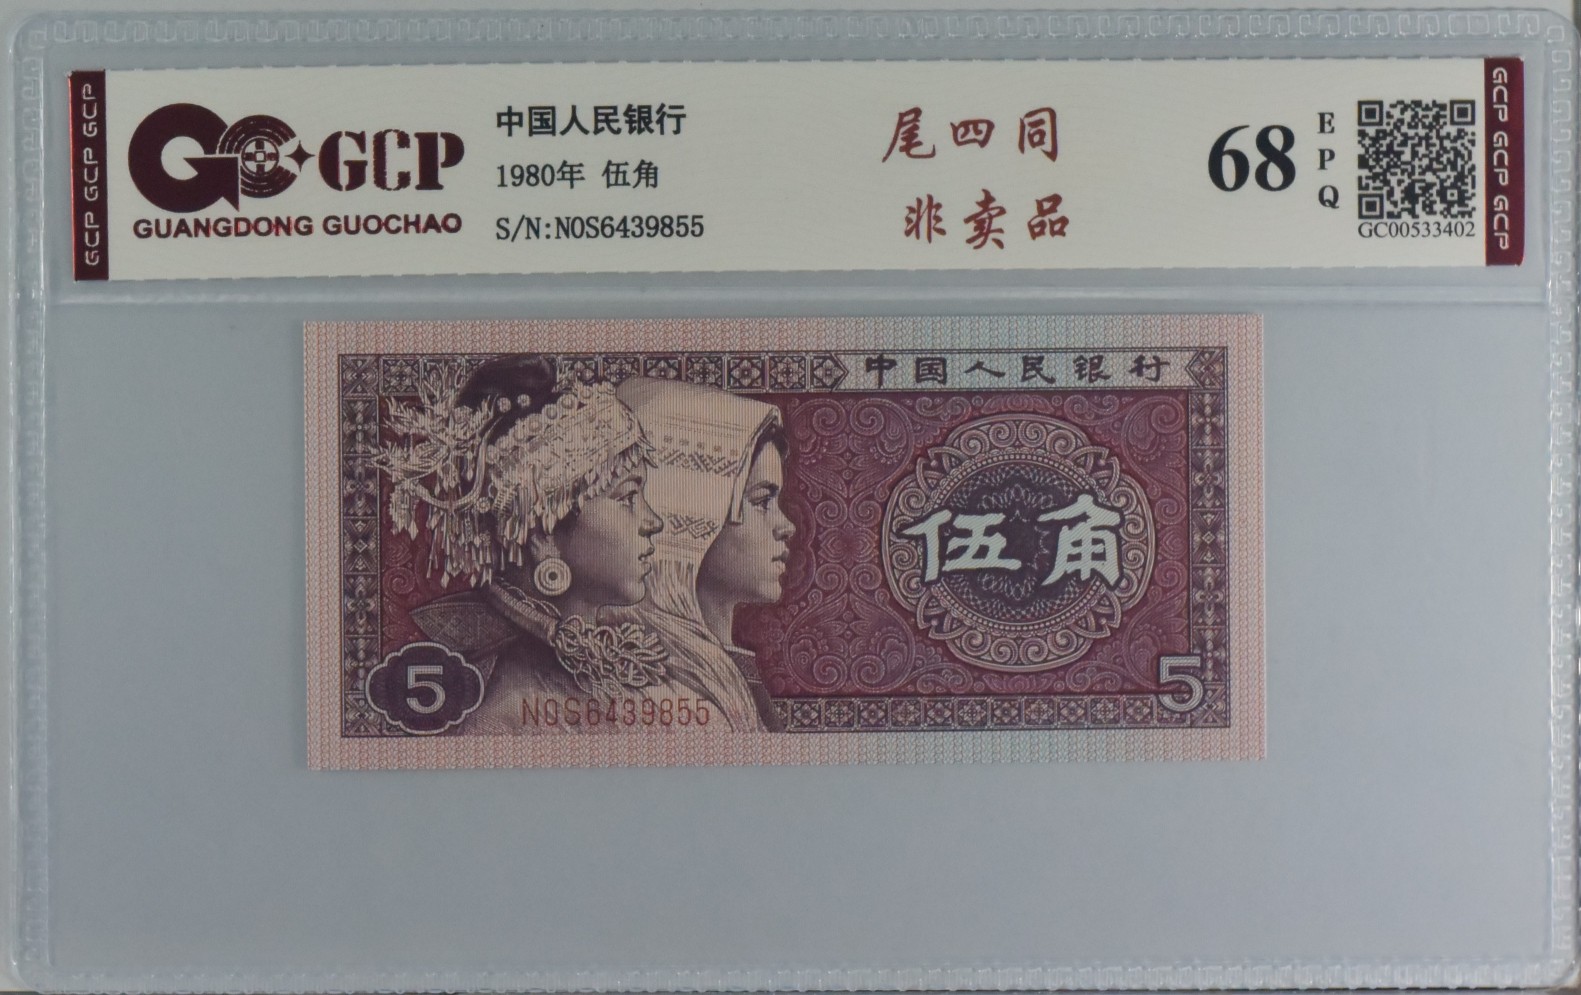 GCP GCP GCP
GCP
GUANGDONG GUOCHAO
中国人民银行
1980年 伍角
S/N:NOS6439855
尾四同
非卖品
68
E
P
Q
GC00533402
GCP GCP GCP
中国人民银行
伍角
5
NQS6439855
5